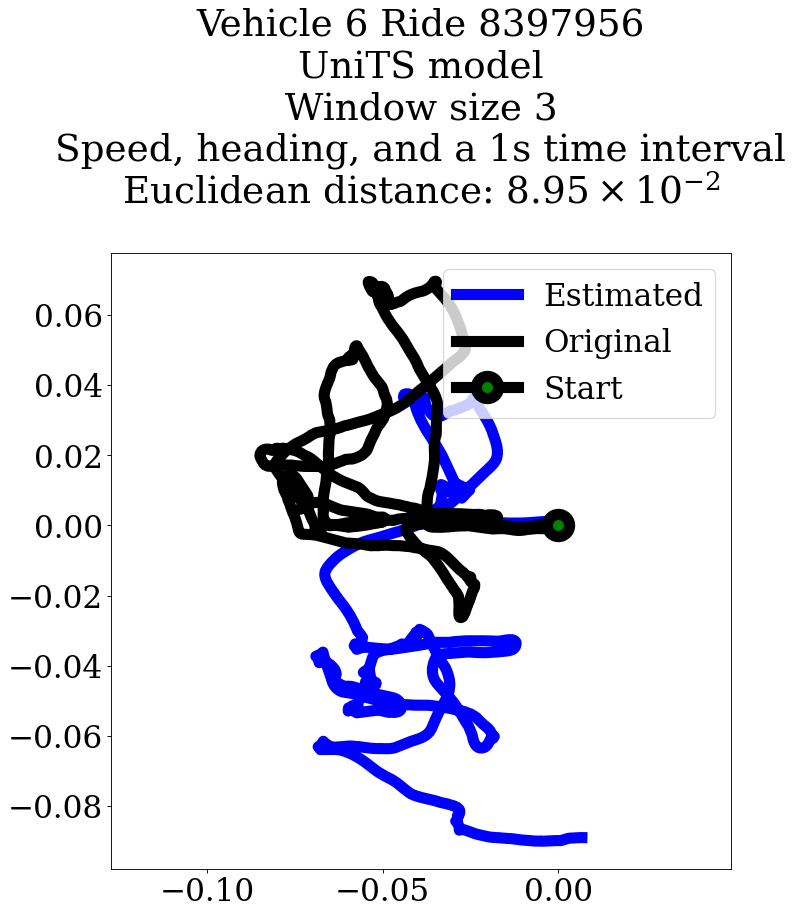 Vehicle 6 Ride 8397956
UniTS model
Window size 3
Speed, heading, and a 1s time interval
Euclidean distance: 8.95 × 10⁻²
Estimated
Original
Start
0.06
0.04
0.02
0.00
−0.02
−0.04
−0.06
−0.08
−0.10 −0.05 0.00